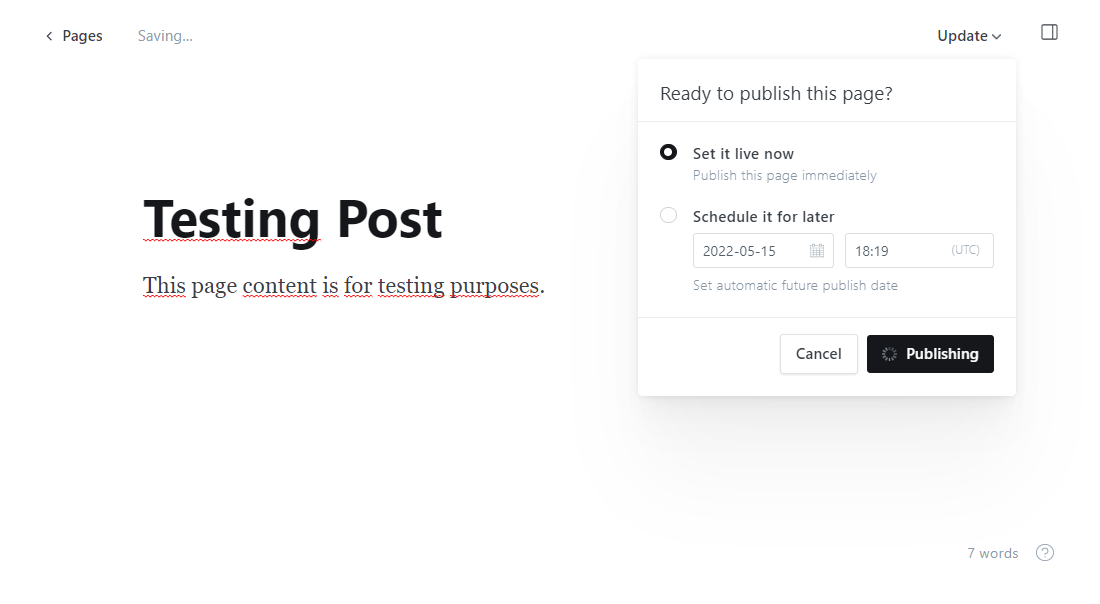 Pages Saving... Update
Ready to publish this page?
Set it live now
Publish this page immediately
Schedule it for later
2022-05-15 18:19 (UTC)
Set automatic future publish date
Cancel Publishing
Testing Post
This page content is for testing purposes.
7 words ?